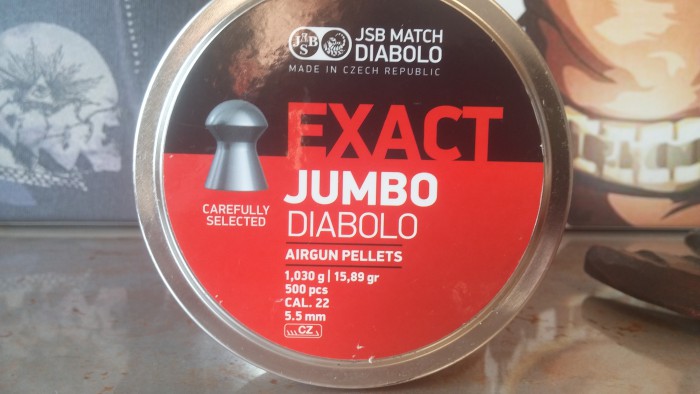 JSB
JSB MATCH
DIABOLO
MADE IN CZECH REPUBLIC
EXACT
JUMBO
DIABOLO
CAREFULLY
SELECTED
AIRGUN PELLETS
1,030 g | 15,89 gr
500 pcs
CAL. 22
5.5 mm
CZ